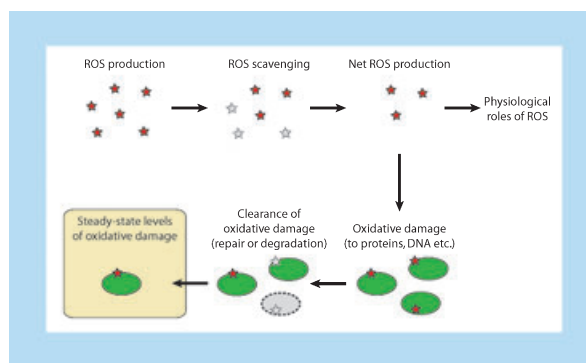 ROS production
ROS scavenging
Net ROS production
Physiological
roles of ROS
Steady-state levels
of oxidative damage
Clearance of
oxidative damage
(repair or degradation)
Oxidative damage
(to proteins, DNA etc.)